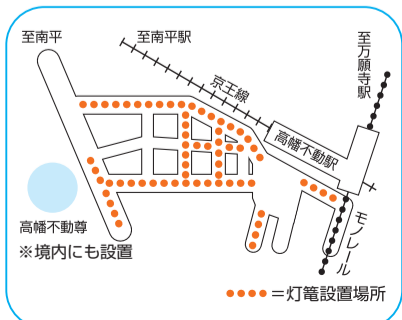 至南平
至南平駅
至万願寺駅
京王線
高幡不動駅
高幡不動尊
※境内にも設置
モノレール
=灯籠設置場所